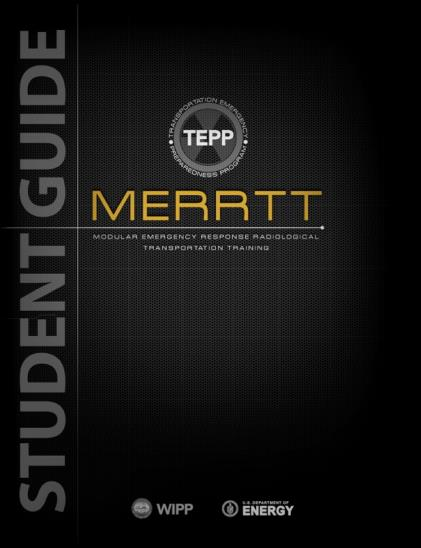 STUDENT GUIDE
TRANSPORTATION EMERGENCY
TEPP
PREPAREDNESS PROGRAM
MERRTT
MODULAR EMERGENCY RESPONSE RADIOLOGICAL
TRANSPORTATION TRAINING
WIPP
U.S. DEPARTMENT OF
ENERGY